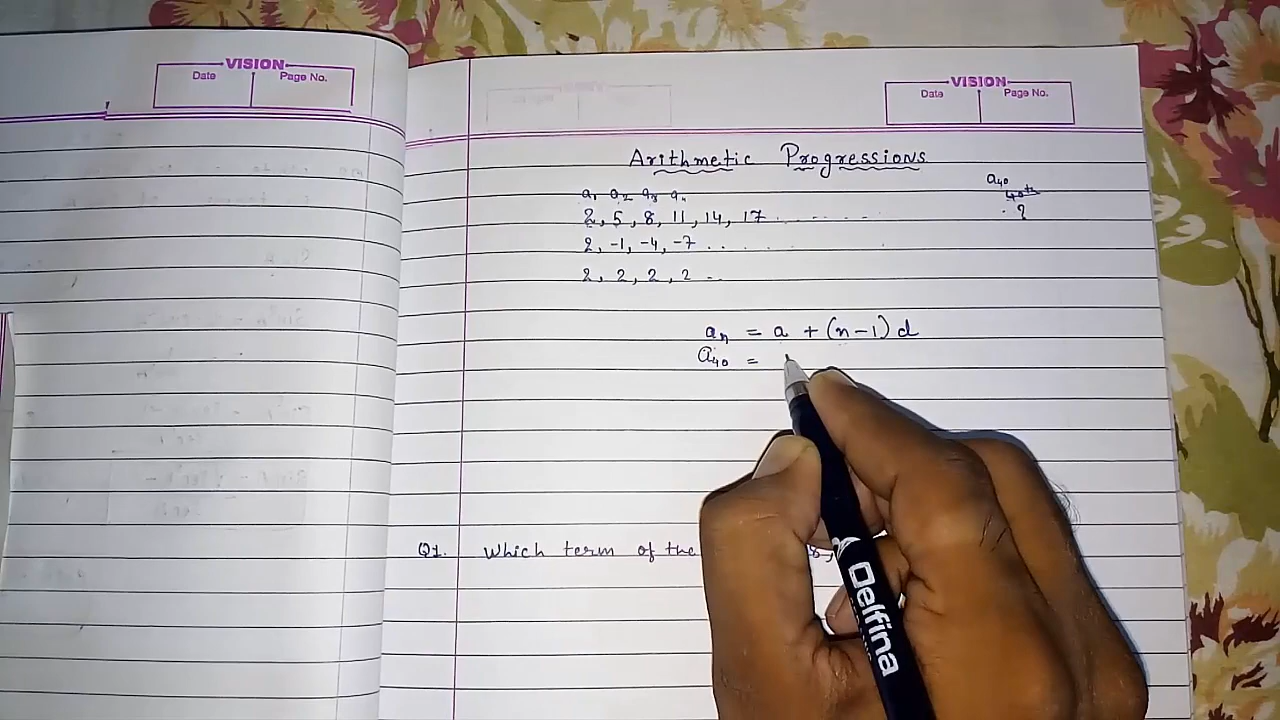 VISION
Date Page No.
VISION
Date Page No.
Arithmetic Progressions
a1 a2 a3 a4
a40
40th
2, 5, 8, 11, 14, 17 . . . . . . .
. ?
2, -1, -4, -7 . . . . .
2, 2, 2, 2 ...
an = a + (n-1) d
a40 =
Q1. Which term of the 8,
Delfina